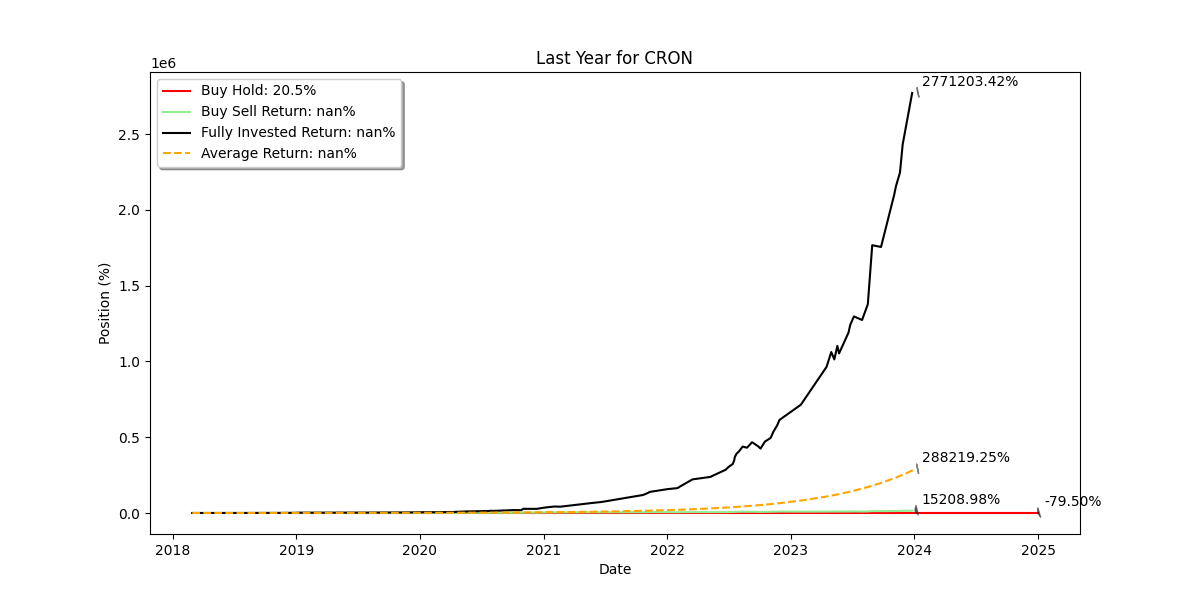 Last Year for CRON
1e6
Buy Hold: 20.5%
Buy Sell Return: nan%
Fully Invested Return: nan%
Average Return: nan%
2771203.42%
288219.25%
15208.98%
-79.50%
Position (%)
2.5
2.0
1.5
1.0
0.5
0.0
2018 2019 2020 2021 2022 2023 2024 2025
Date